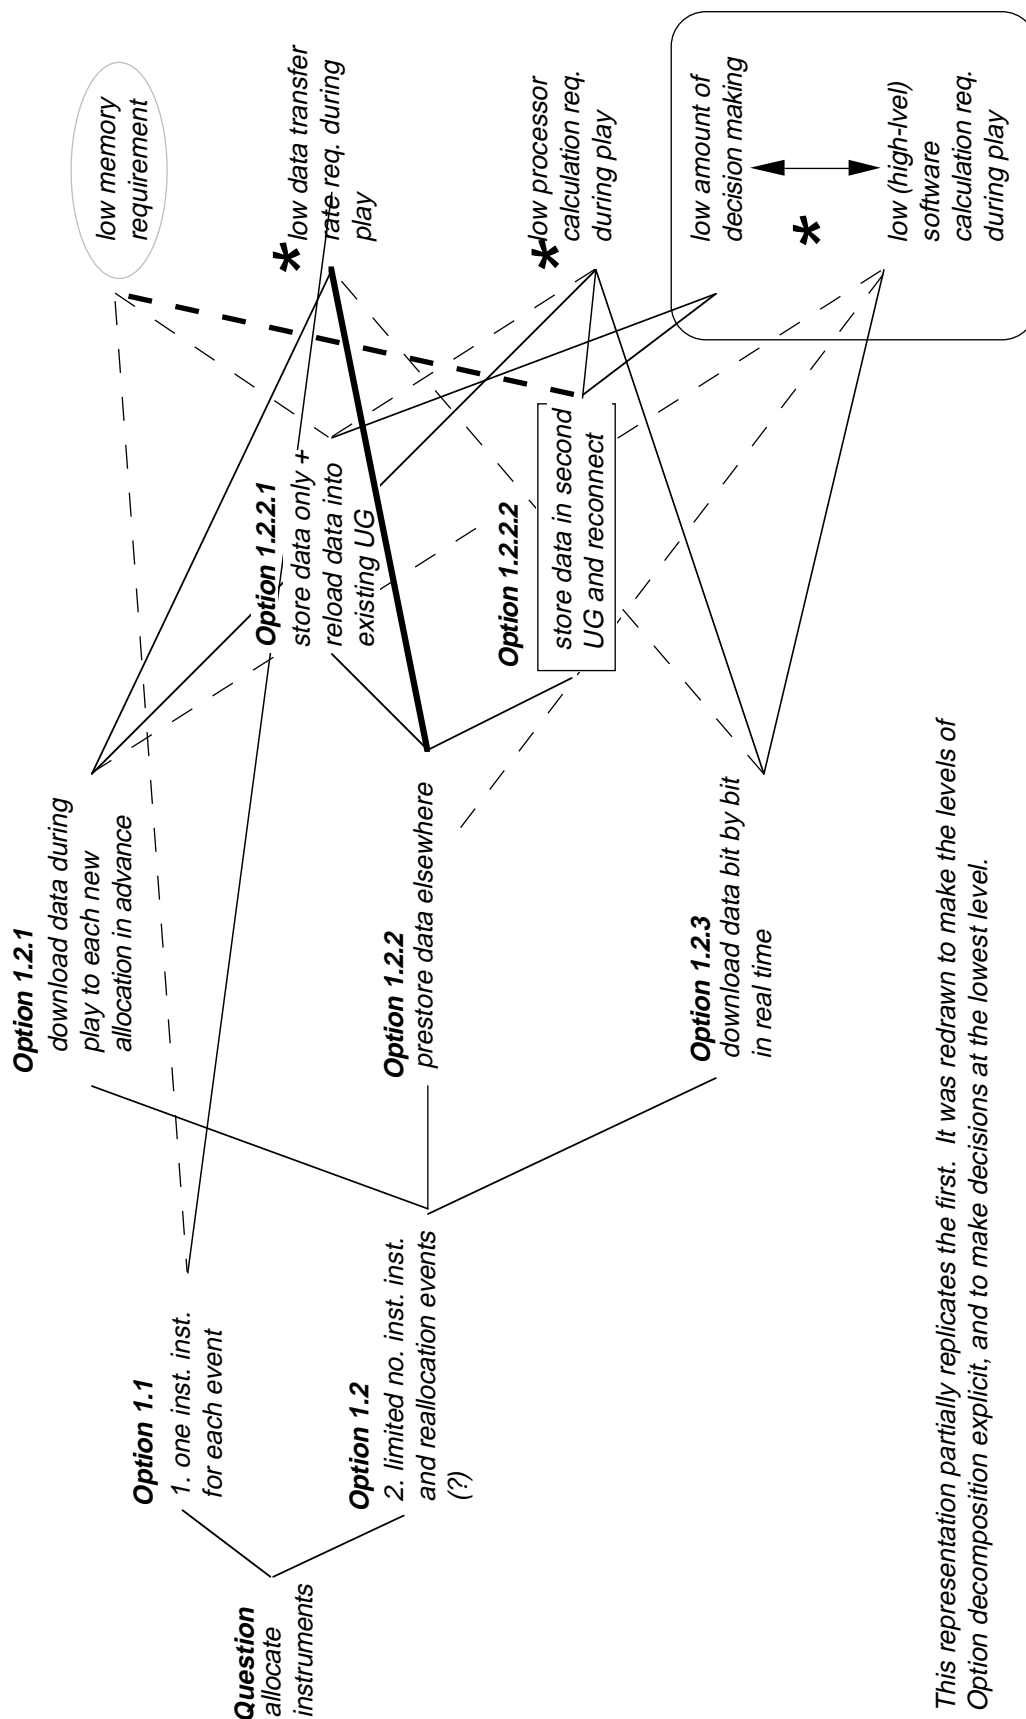 Question
allocate
instruments
Option 1.1
1. one inst. inst.
for each event
Option 1.2
2. limited no. inst. inst.
and reallocation events
(?)
Option 1.2.1
download data during
play to each new
allocation in advance
Option 1.2.2
prestore data elsewhere
Option 1.2.3
download data bit by bit
in real time
Option 1.2.2.1
store data only +
reload data into
existing UG
Option 1.2.2.2
store data in second
UG and reconnect
low memory
requirement
* low data transfer
rate req. during
play
* low processor
calculation req.
during play
low amount of
decision making
*
low (high-lvel)
software
calculation req.
during play
This representation partially replicates the first. It was redrawn to make the levels of
Option decomposition explicit, and to make decisions at the lowest level.